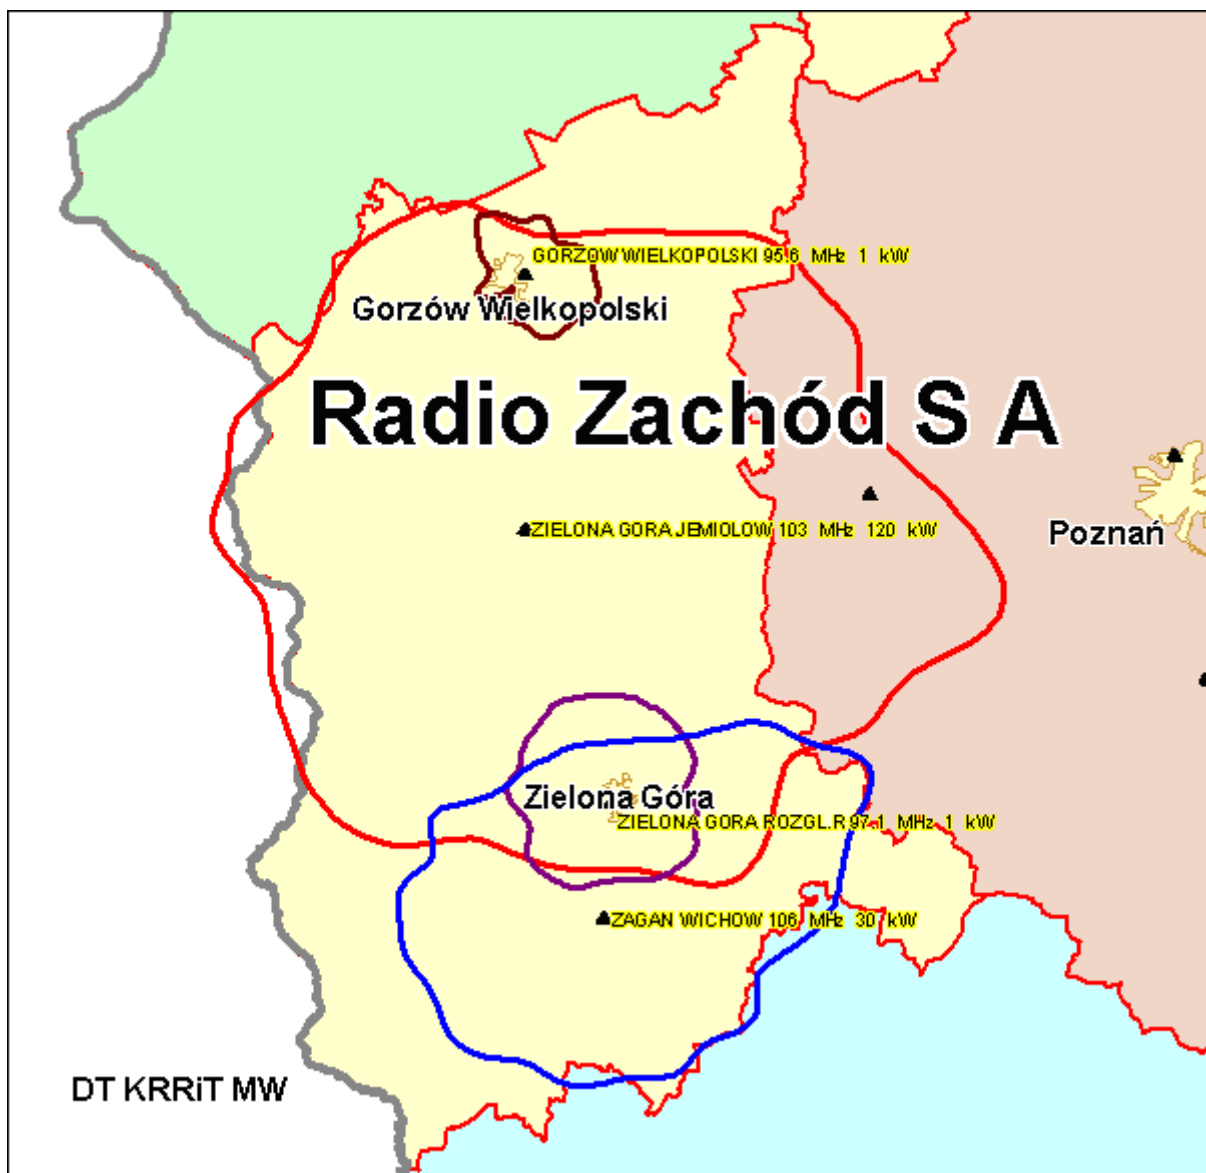 GORZOW WIELKOPOLSKI 95.6 MHz 1 kW
Gorzów Wielkopolski
Radio Zachód S A
ZIELONA GORA JEMIOLOW 103 MHz 120 kW
Poznań
Zielona Góra
ZIELONA GORA ROZGL.R 97.1 MHz 1 kW
ZAGAN WICHOW 106 MHz 30 kW
DT KRRiT MW